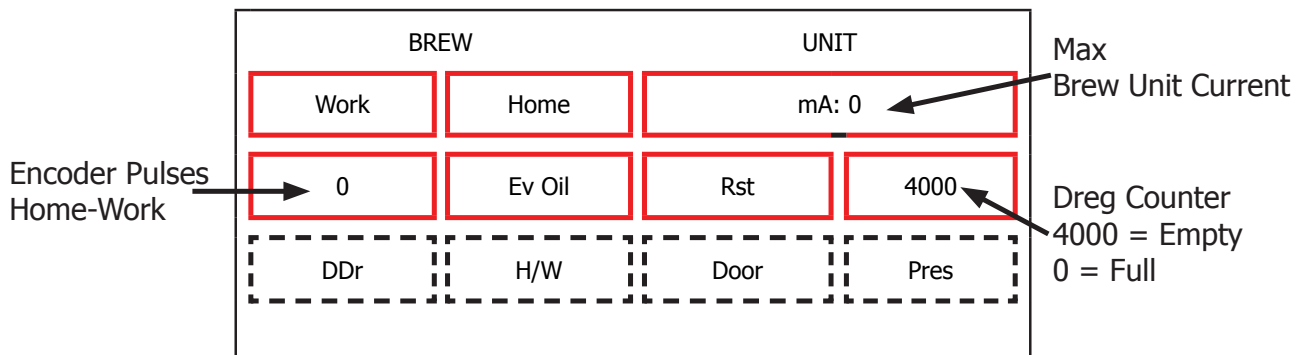 BREW UNIT
Max
Brew Unit Current
Work Home mA: 0
Encoder Pulses
Home-Work
0 Ev Oil Rst 4000
Dreg Counter
4000 = Empty
0 = Full
DDr H/W Door Pres